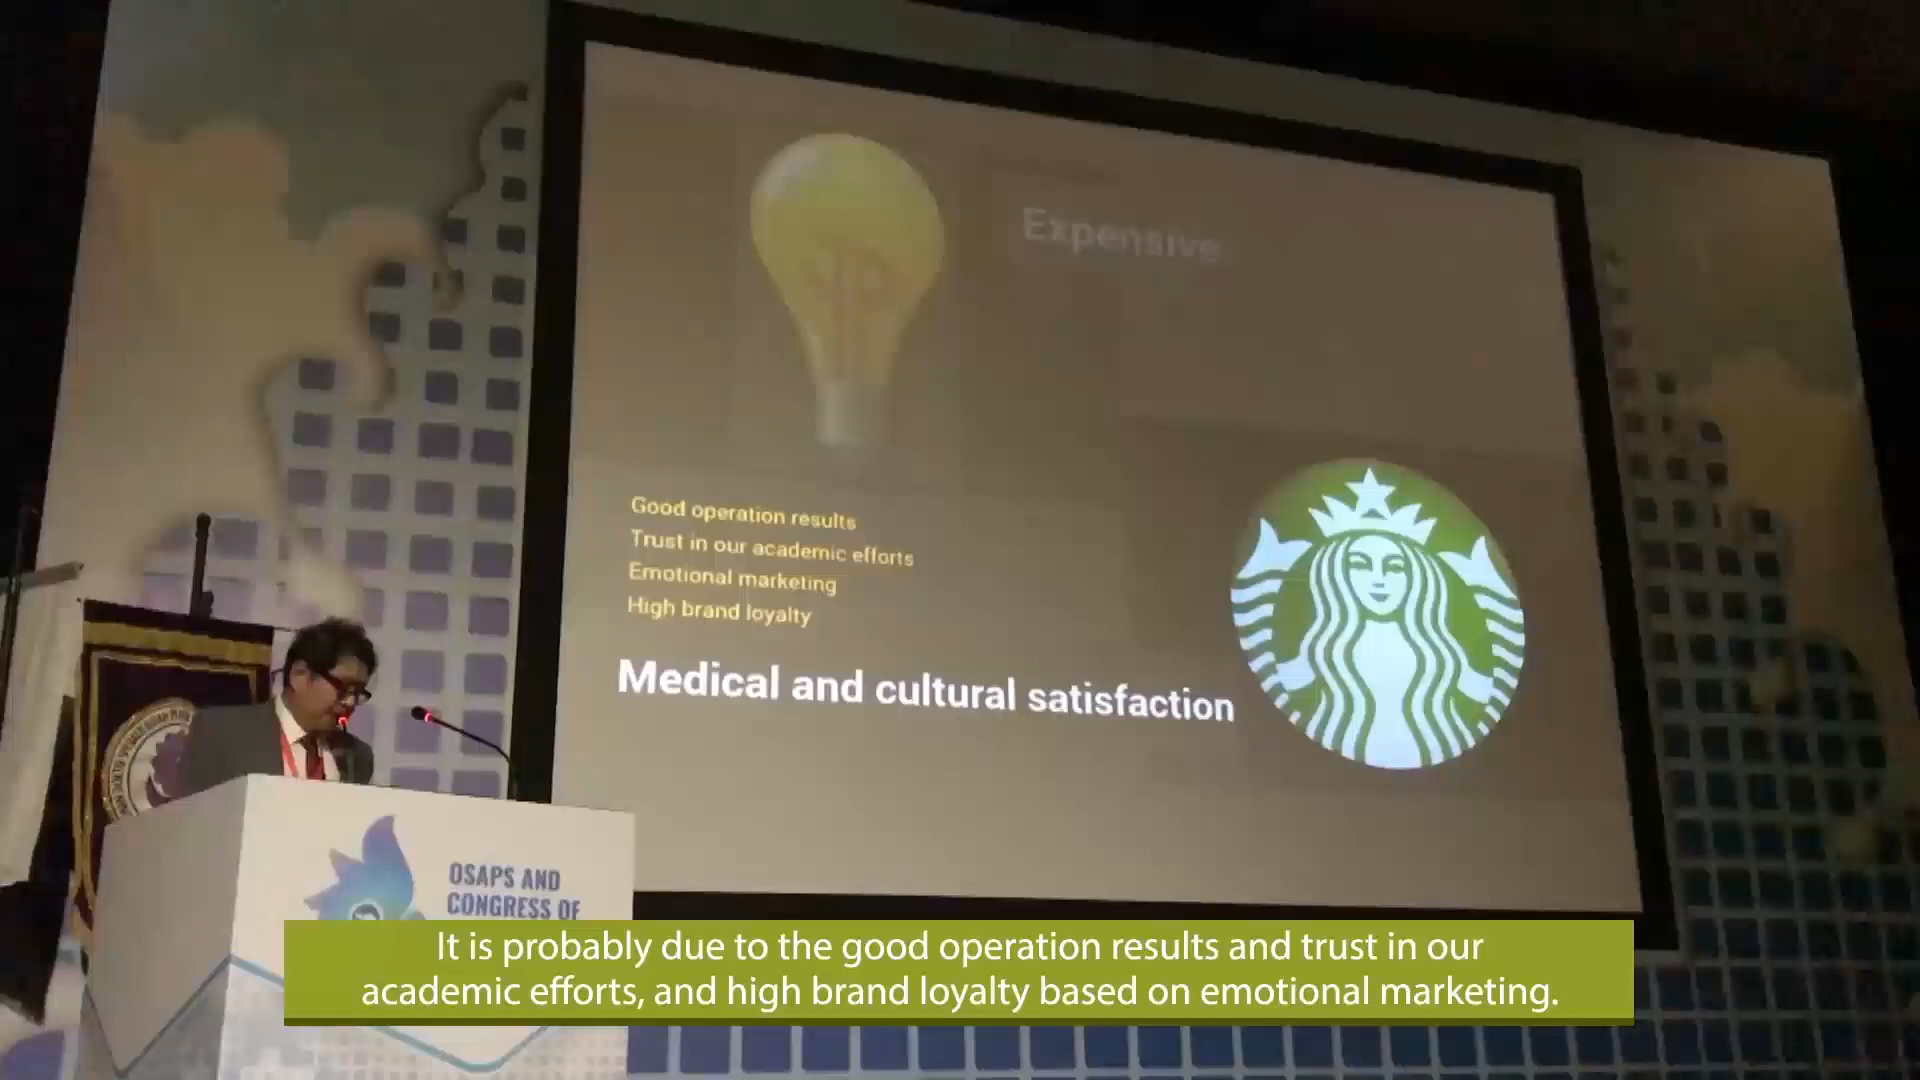 Expensive
Good operation results
Trust in our academic efforts
Emotional marketing
High brand loyalty
Medical and cultural satisfaction
OSAPS AND
CONGRESS OF
It is probably due to the good operation results and trust in our
academic efforts, and high brand loyalty based on emotional marketing.